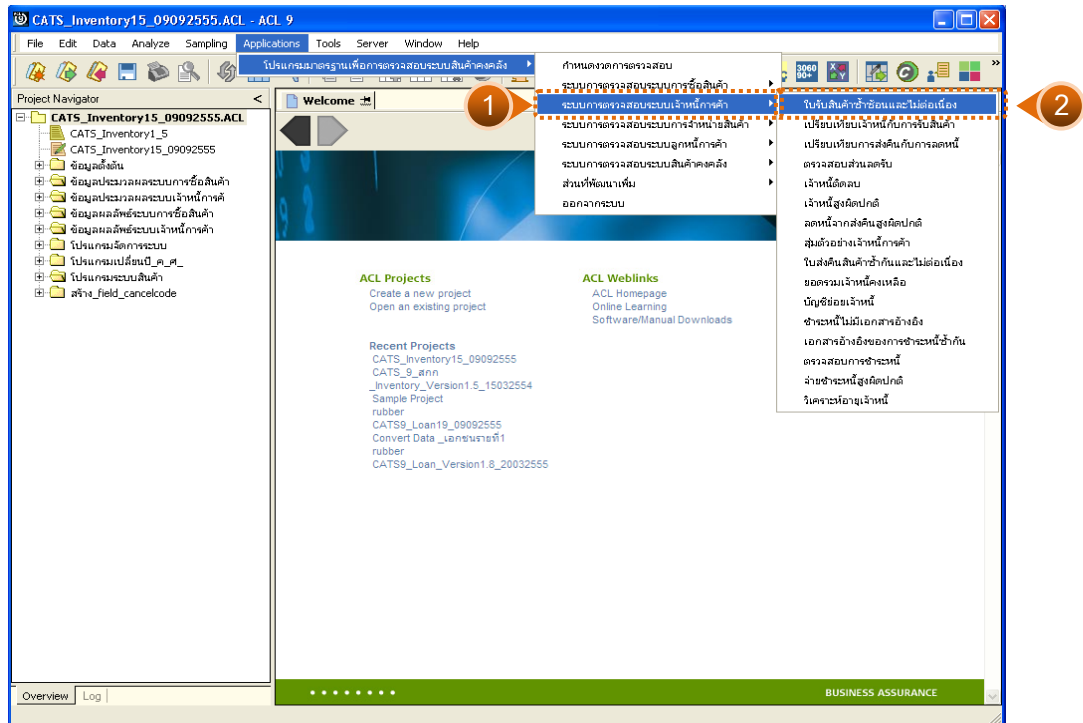 CATS_Inventory15_09092555.ACL - ACL 9
File Edit Data Analyze Sampling Applications Tools Server Window Help
โปรแกรมมาตรฐานเพื่อการตรวจสอบระบบสินค้าคงคลัง
กำหนดงวดการตรวจสอบ
ระบบการตรวจสอบระบบการซื้อสินค้า
ระบบการตรวจสอบระบบเจ้าหนี้การค้า
ระบบการตรวจสอบระบบการจำหน่ายสินค้า
ระบบการตรวจสอบระบบลูกหนี้การค้า
ระบบการตรวจสอบระบบสินค้าคงคลัง
ส่วนที่พัฒนาเพิ่ม
ออกจากระบบ
1
ใบรับสินค้าซ้ำซ้อนและไม่ต่อเนื่อง
เปรียบเทียบเจ้าหนี้กับการรับสินค้า
เปรียบเทียบการส่งคืนกับการลดหนี้
ตรวจสอบส่วนลดรับ
เจ้าหนี้ติดลบ
เจ้าหนี้สูงผิดปกติ
ลดหนี้จากส่งคืนสูงผิดปกติ
สุ่มตัวอย่างเจ้าหนี้การค้า
ใบส่งคืนสินค้าซ้ำกันและไม่ต่อเนื่อง
ยอดรวมเจ้าหนี้คงเหลือ
บัญชีย่อยเจ้าหนี้
ชำระหนี้ไม่มีเอกสารอ้างอิง
เอกสารอ้างอิงของการชำระหนี้ซ้ำกัน
ตรวจสอบการชำระหนี้
จ่ายชำระหนี้สูงผิดปกติ
วิเคราะห์อายุเจ้าหนี้
2
Project Navigator <
CATS_Inventory15_09092555.ACL
CATS_Inventory1_5
CATS_Inventory15_09092555
ข้อมูลตั้งต้น
ข้อมูลประมวลผลระบบการซื้อสินค้า
ข้อมูลประมวลผลระบบเจ้าหนี้การค้
ข้อมูลผลลัพธ์ระบบการซื้อสินค้า
ข้อมูลผลลัพธ์ระบบเจ้าหนี้การค้า
โปรแกรมจัดการระบบ
โปรแกรมเปลี่ยนปี_ค_ศ_
โปรแกรมระบบสินค้า
สร้าง_field_cancelcode
Welcome
ACL Projects
Create a new project
Open an existing project
Recent Projects
CATS_Inventory15_09092555
CATS_9_สกก
_Inventory_Version1.5_15032554
Sample Project
rubber
CATS9_Loan19_09092555
Convert Data _เอกชนรายที่1
rubber
CATS9_Loan_Version1.8_20032555
ACL Weblinks
ACL Homepage
Online Learning
Software/Manual Downloads
Overview Log
BUSINESS ASSURANCE